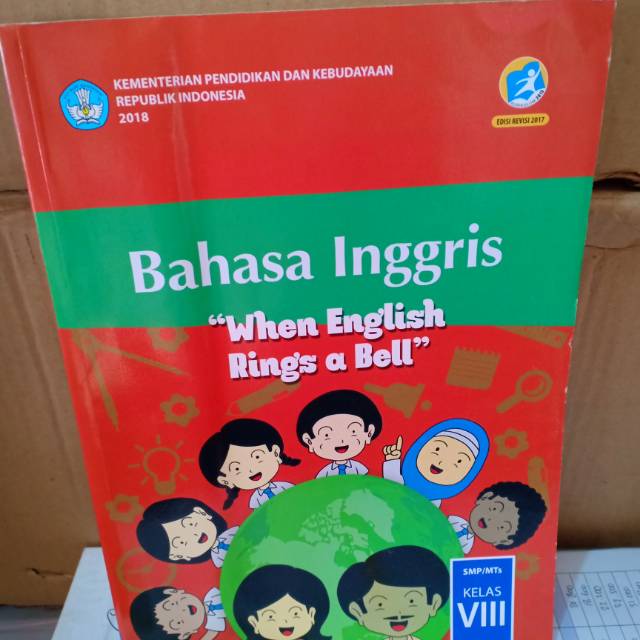 KEMENTERIAN PENDIDIKAN DAN KEBUDAYAAN
REPUBLIK INDONESIA
2018
EDISI REVISI 2017
Bahasa Inggris
“When English
Rings a Bell”
SMP/MTs
KELAS
VIII